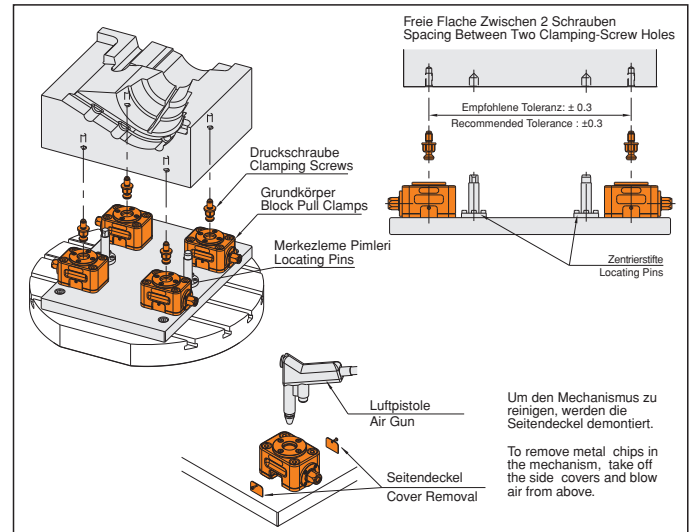 Freie Flache Zwischen 2 Schrauben
Spacing Between Two Clamping-Screw Holes
Empfohlene Toleranz: ± 0.3
Recommended Tolerance : ±0.3
Druckschraube
Clamping Screws
Grundkörper
Block Pull Clamps
Merkezleme Pimleri
Locating Pins
Zentrierstifte
Locating Pins
Luftpistole
Air Gun
Seitendeckel
Cover Removal
Um den Mechanismus zu
reinigen, werden die
Seitendeckel demontiert.
To remove metal chips in
the mechanism, take off
the side covers and blow
air from above.